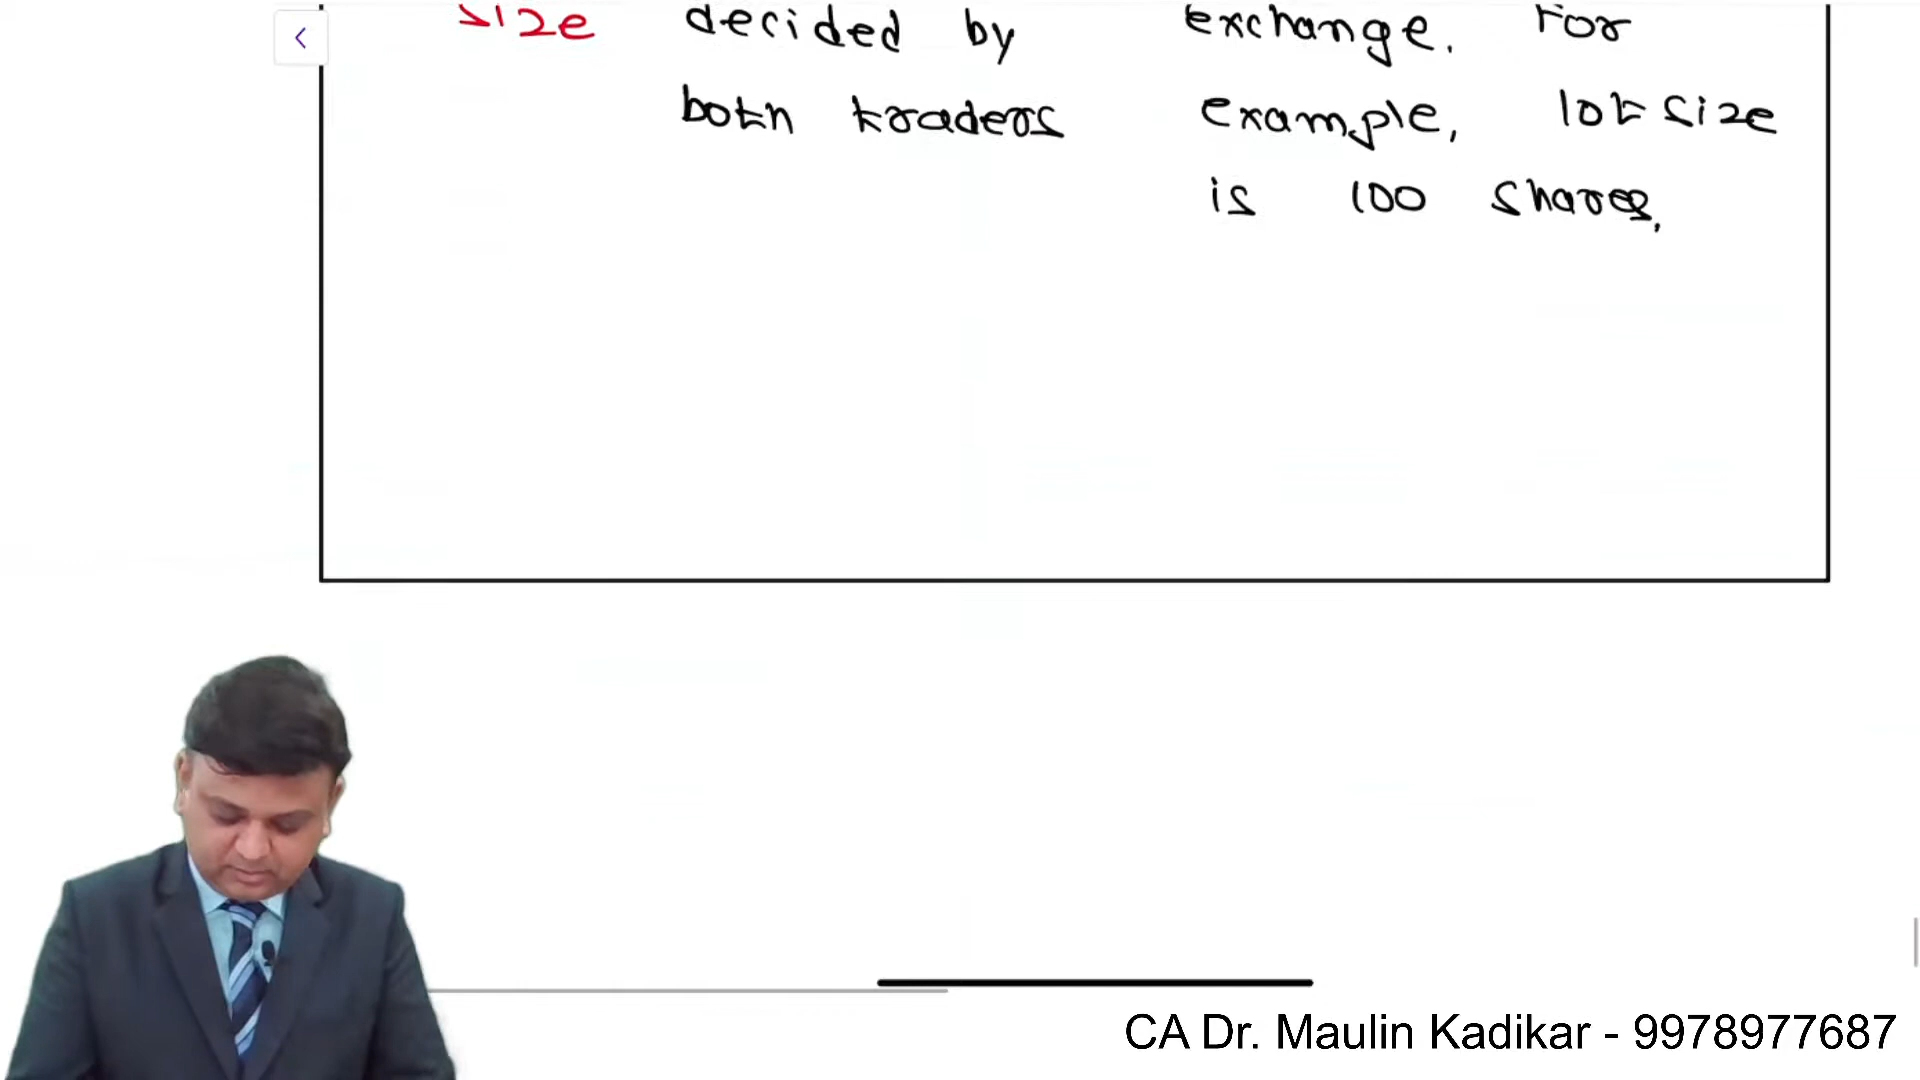 size decided by exchange. For
both traders example, lot size
is 100 shares.
CA Dr. Maulin Kadikar - 9978977687